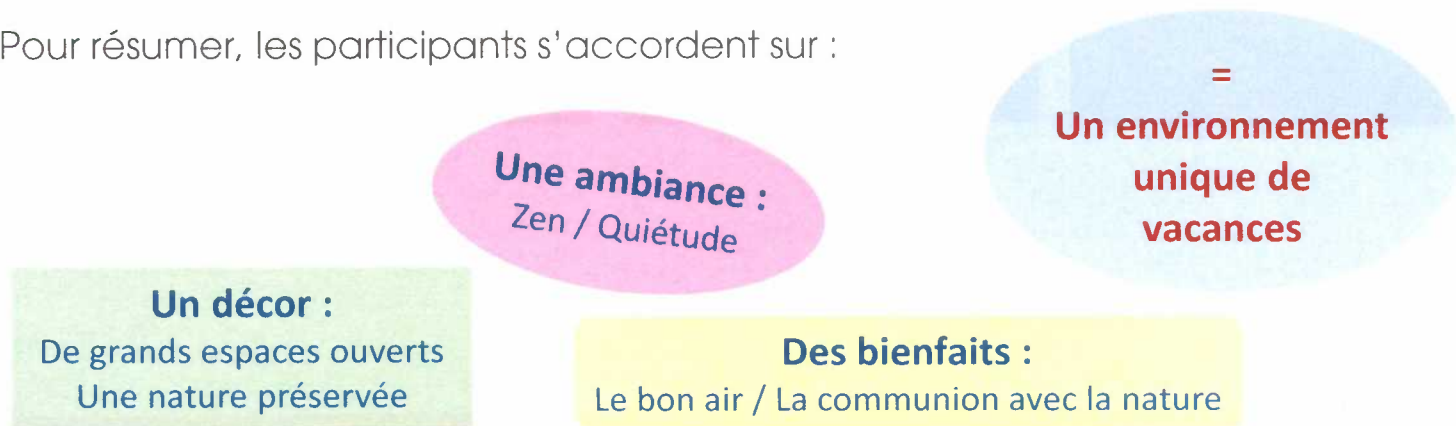 Pour résumer, les participants s'accordent sur :
=
Un environnement
unique de
vacances
Une ambiance :
Zen / Quiétude
Un décor :
De grands espaces ouverts
Une nature préservée
Des bienfaits :
Le bon air / La communion avec la nature